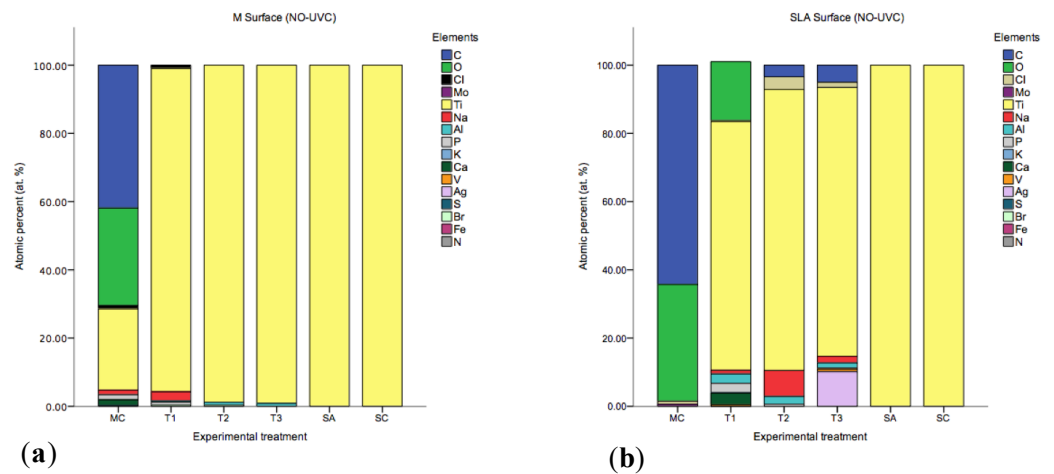 M Surface (NO-UVC)
Elements
C
O
Cl
Mo
Ti
Na
Al
P
K
Ca
V
Ag
S
Br
Fe
N
100.00
80.00
60.00
40.00
20.00
0.00
Atomic percent (at. %)
MC T1 T2 T3 SA SC
Experimental treatment
(a)
SLA Surface (NO-UVC)
Elements
C
O
Cl
Mo
Ti
Na
Al
P
K
Ca
V
Ag
S
Br
Fe
N
100.00
80.00
60.00
40.00
20.00
0.00
Atomic percent (at. %)
MC T1 T2 T3 SA SC
Experimental treatment
(b)